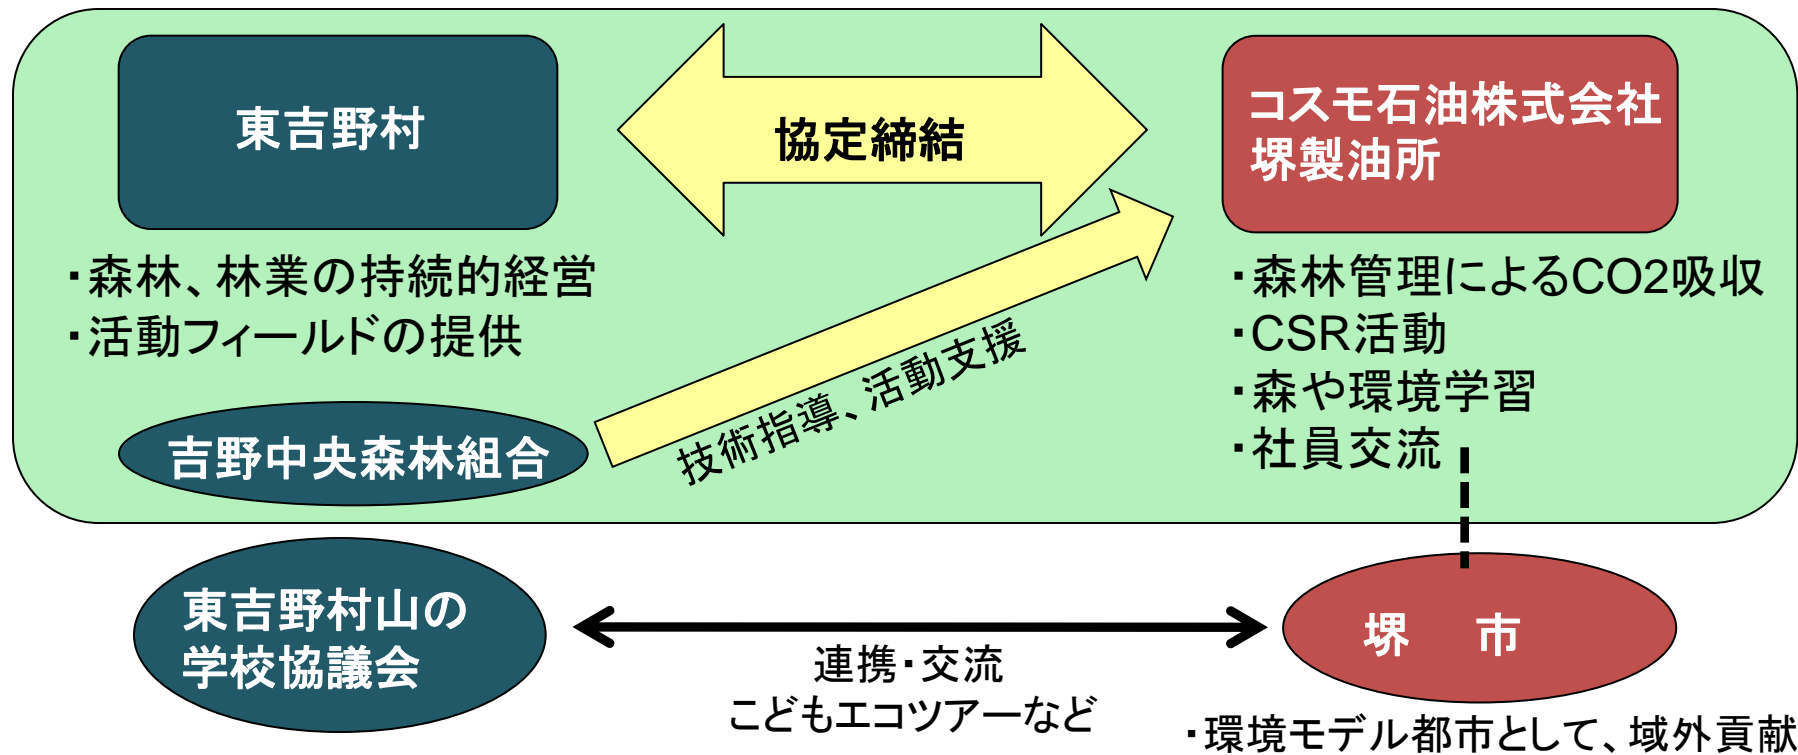 東吉野村
協定締結
コスモ石油株式会社
堺製油所
・森林、林業の持続的経営
・活動フィールドの提供
・森林管理によるCO2吸収
・CSR活動
・森や環境学習
・社員交流
技術指導、活動支援
吉野中央森林組合
東吉野村山の
学校協議会
連携・交流
こどもエコツアーなど
堺　市
・環境モデル都市として、域外貢献